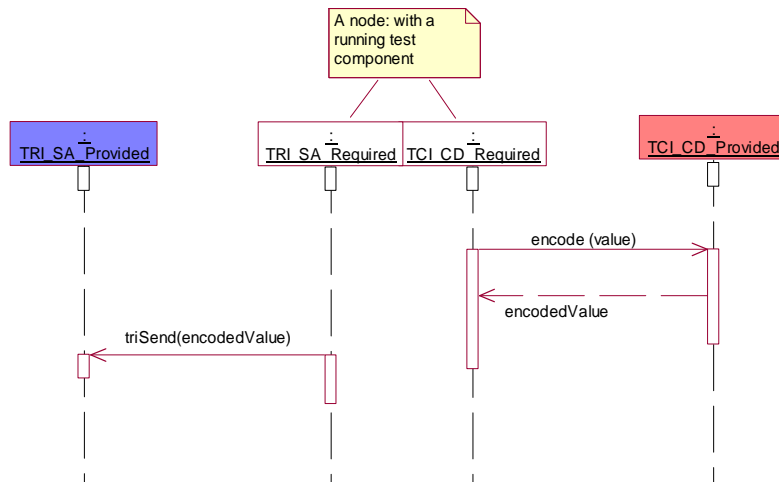 A node: with a
running test
component
:
TRI_SA_Provided
:
TRI_SA_Required
:
TCI_CD_Required
:
TCI_CD_Provided
encode (value)
encodedValue
triSend(encodedValue)